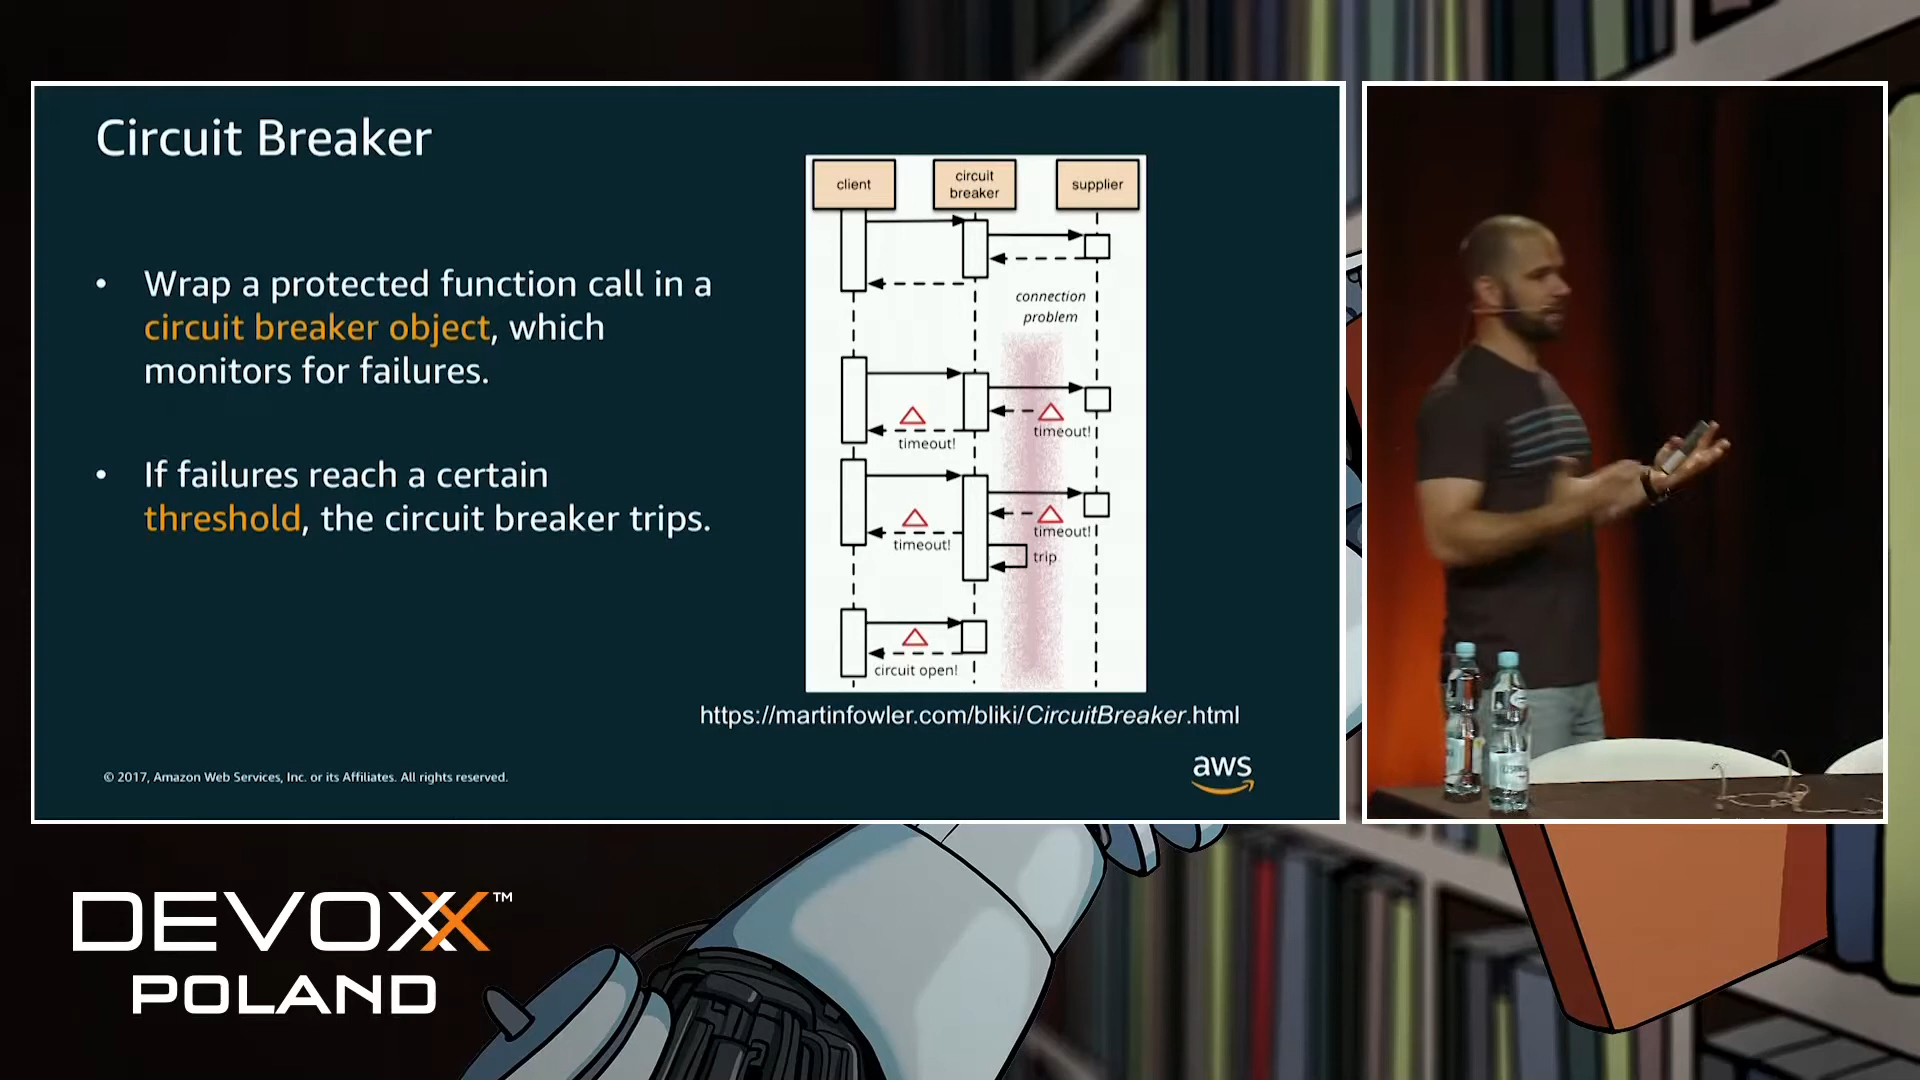 Circuit Breaker
• Wrap a protected function call in a
circuit breaker object, which
monitors for failures.
• If failures reach a certain
threshold, the circuit breaker trips.
client
circuit
breaker
supplier
connection
problem
timeout!
timeout!
timeout!
timeout!
trip
circuit open!
https://martinfowler.com/bliki/CircuitBreaker.html
© 2017, Amazon Web Services, Inc. or its Affiliates. All rights reserved.
aws
DEVOXX™
POLAND